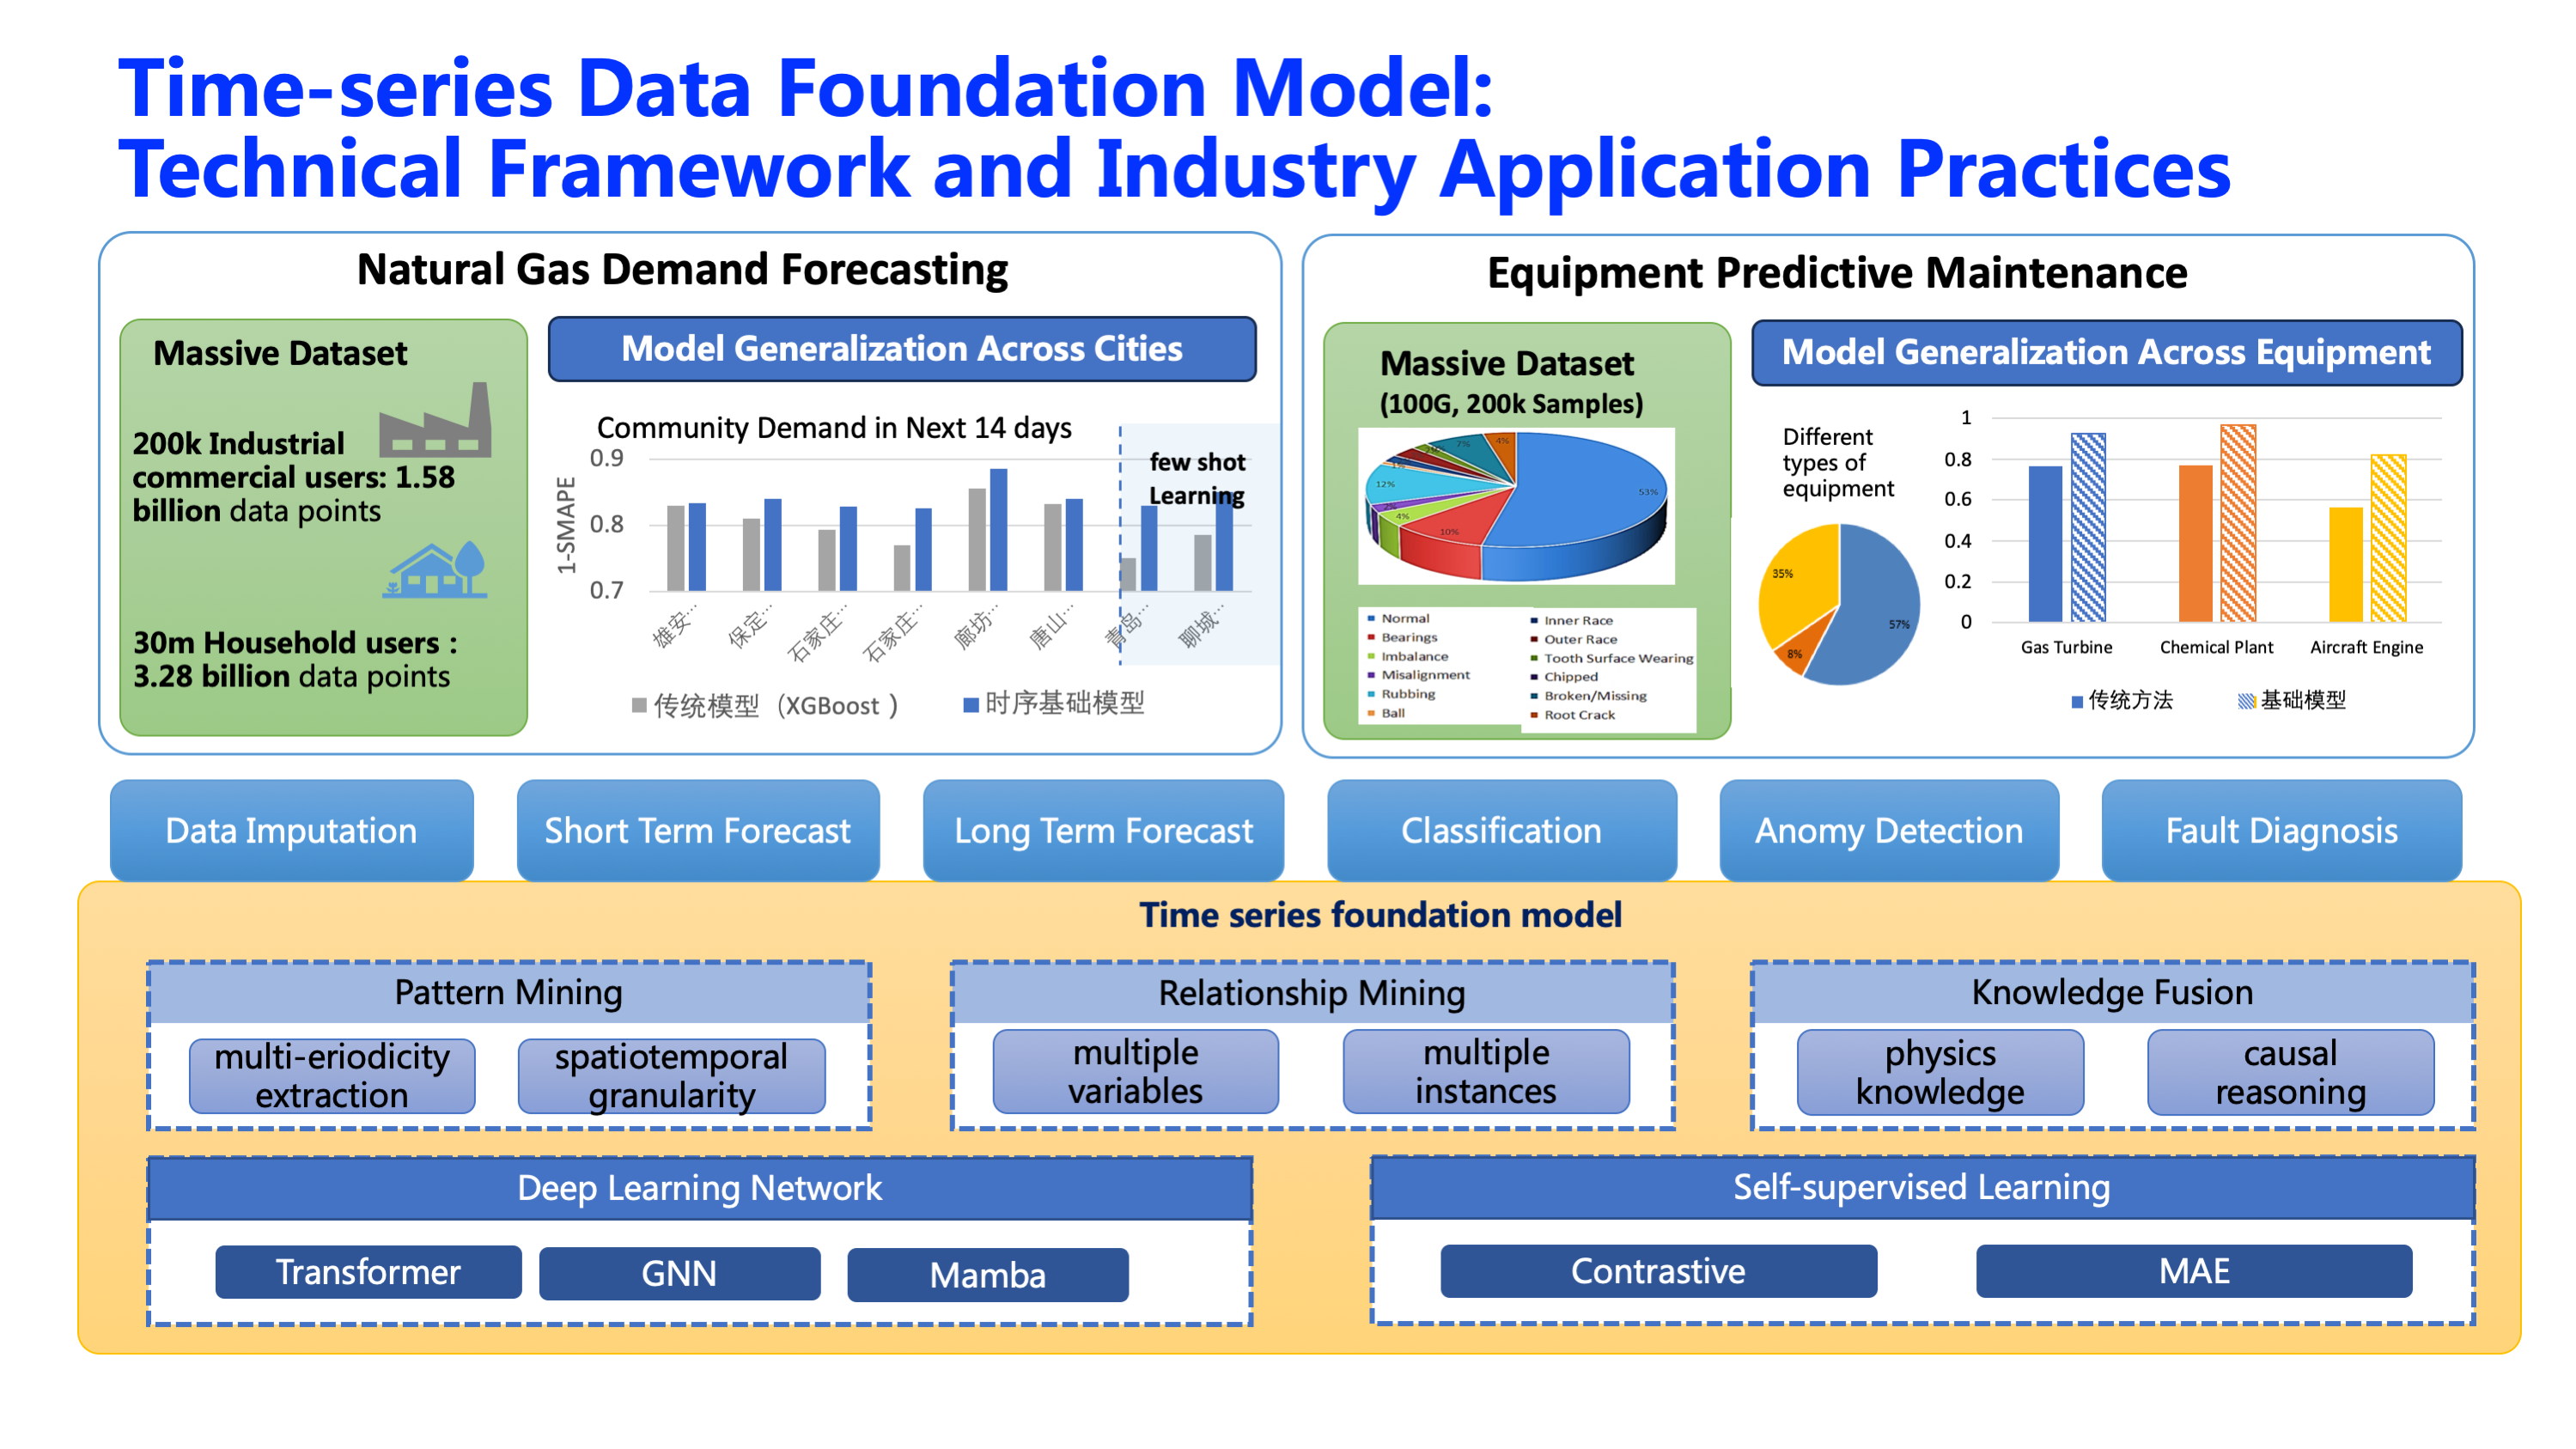 Time-series Data Foundation Model:
Technical Framework and Industry Application Practices
Natural Gas Demand Forecasting
Massive Dataset
200k Industrial
commercial users: 1.58
billion data points
30m Household users :
3.28 billion data points
Model Generalization Across Cities
Community Demand in Next 14 days
few shot
Learning
1-SMAPE
0.9
0.8
0.7
雄安…
保定…
石家庄…
石家庄…
廊坊…
唐山…
青岛…
聊城…
传统模型（XGBoost ）
时序基础模型
Equipment Predictive Maintenance
Massive Dataset
(100G, 200k Samples)
53%
10%
4%
12%
7%
4%
Normal
Bearings
Imbalance
Misalignment
Rubbing
Ball
Inner Race
Outer Race
Tooth Surface Wearing
Chipped
Broken/Missing
Root Crack
Model Generalization Across Equipment
Different
types of
equipment
35%
57%
8%
1
0.8
0.6
0.4
0.2
0
Gas Turbine
Chemical Plant
Aircraft Engine
传统方法
基础模型
Data Imputation
Short Term Forecast
Long Term Forecast
Classification
Anomy Detection
Fault Diagnosis
Time series foundation model
Pattern Mining
multi-eriodicity
extraction
spatiotemporal
granularity
Relationship Mining
multiple
variables
multiple
instances
Knowledge Fusion
physics
knowledge
causal
reasoning
Deep Learning Network
Transformer
GNN
Mamba
Self-supervised Learning
Contrastive
MAE